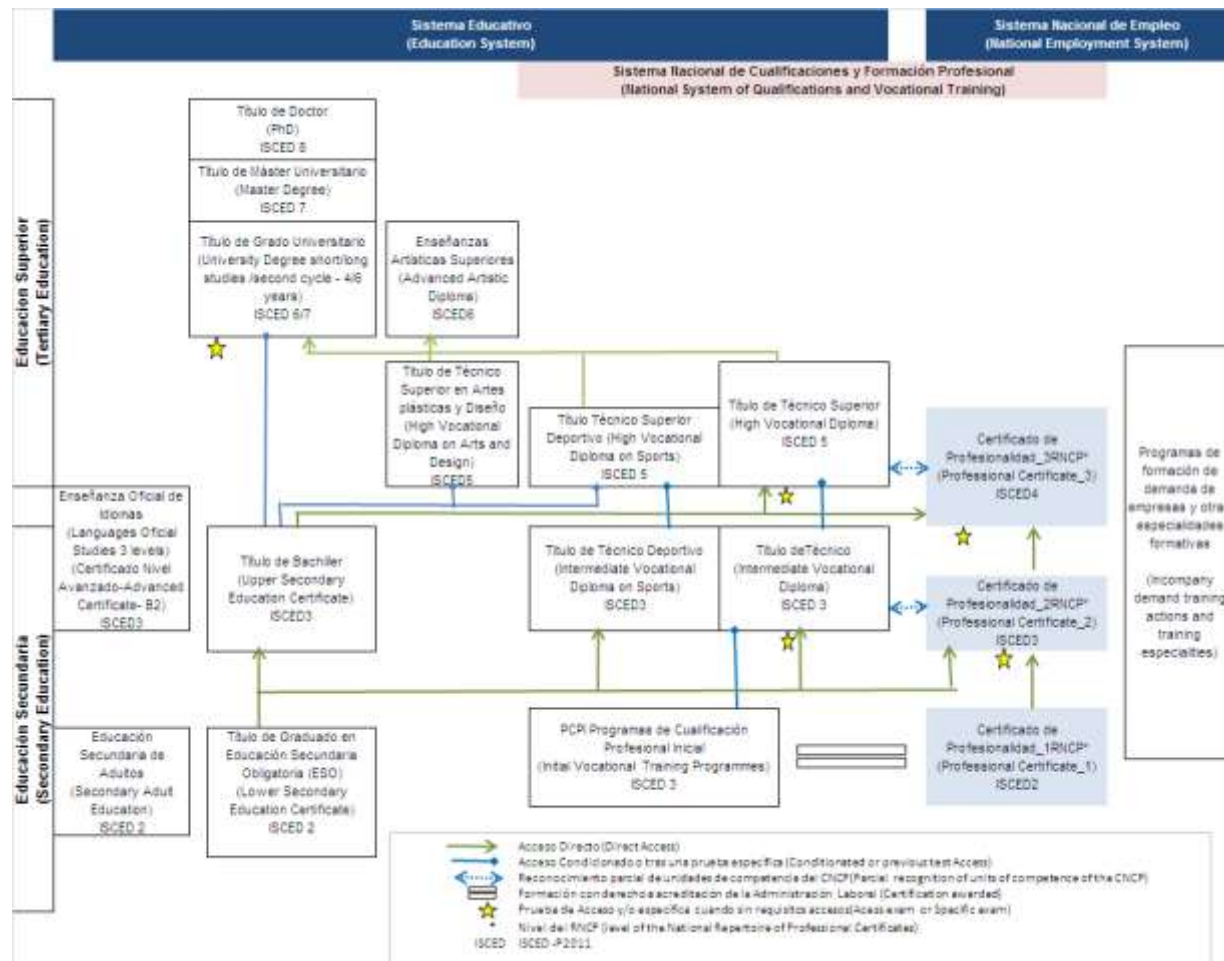 Sistema Educativo
(Education System)
Sistema Nacional de Empleo
(National Employment System)
Sistema Nacional de Cualificaciones y Formación Profesional
(National System of Qualifications and Vocational Training)
Educacion Superior
(Tertiary Education)
Título de Doctor
(PhD)
ISCED 8
Título de Máster Universitario
(Master Degree)
ISCED 7
Título de Grado Universitario
(University Degree short/long
studies /second cycle - 4/6
years)
ISCED 6/7
Enseñanzas
Artísticas Superiores
(Advanced Artistic
Diploma)
ISCED6
Título de Técnico
Superior en Artes
plásticas y Diseño
(High Vocational
Diploma on Arts and
Design)
ISCED5
Título Técnico Superior
Deportivo (High Vocational
Diploma on Sports)
ISCED 5
Título de Técnico Superior
(High Vocational Diploma)
ISCED 5
Certificado de
Profesionalidad_3RNCP*
(Professional Certificate_3)
ISCED4
Programas de
formación de
demanda de
empresas y otras
especialidades
formativas
(Incompany
demand training
actions and
training
especialities)
Educación Secundaria
(Secondary Education)
Enseñanza Oficial de
Idiomas
(Languages Oficial
Studies 3 levels)
(Certificado Nivel
Avanzado-Advanced
Certificate- B2)
ISCED3
Título de Bachiller
(Upper Secondary
Education Certificate)
ISCED3
Título de Técnico Deportivo
(Intermediate Vocational
Diploma on Sports)
ISCED3
Título deTécnico
(Intermediate Vocational
Diploma)
ISCED 3
Certificado de
Profesionalidad_2RNCP*
(Professional Certificate_2)
ISCED3
Educación
Secundaria de
Adultos
(Secondary Adult
Education)
ISCED 2
Título de Graduado en
Educación Secundaria
Obligatoria (ESO)
(Lower Secondary
Education Certificate)
ISCED 2
PCPI Programas de Cualificación
Profesional Inicial
(Initial Vocational Training Programmes)
ISCED 3
Certificado de
Profesionalidad_1RNCP*
(Professional Certificate_1)
ISCED2
Acceso Directo (Direct Access)
Acceso Condicionado o tras una prueba específica (Conditionated or previous test Access)
Reconocimiento parcial de unidades de competencia del CNCP(Parcial recognition of units of competence of the CNCP)
Formación con derecho a acreditación de la Administración Laboral (Certification awarded)
Prueba de Acceso y/o específica cuando sin requisitos accesos(Acess exam or Specific exam)
* Nivel del RNCP (level of the National Repertoire of Professional Certificates)
ISCED ISCED -P2011